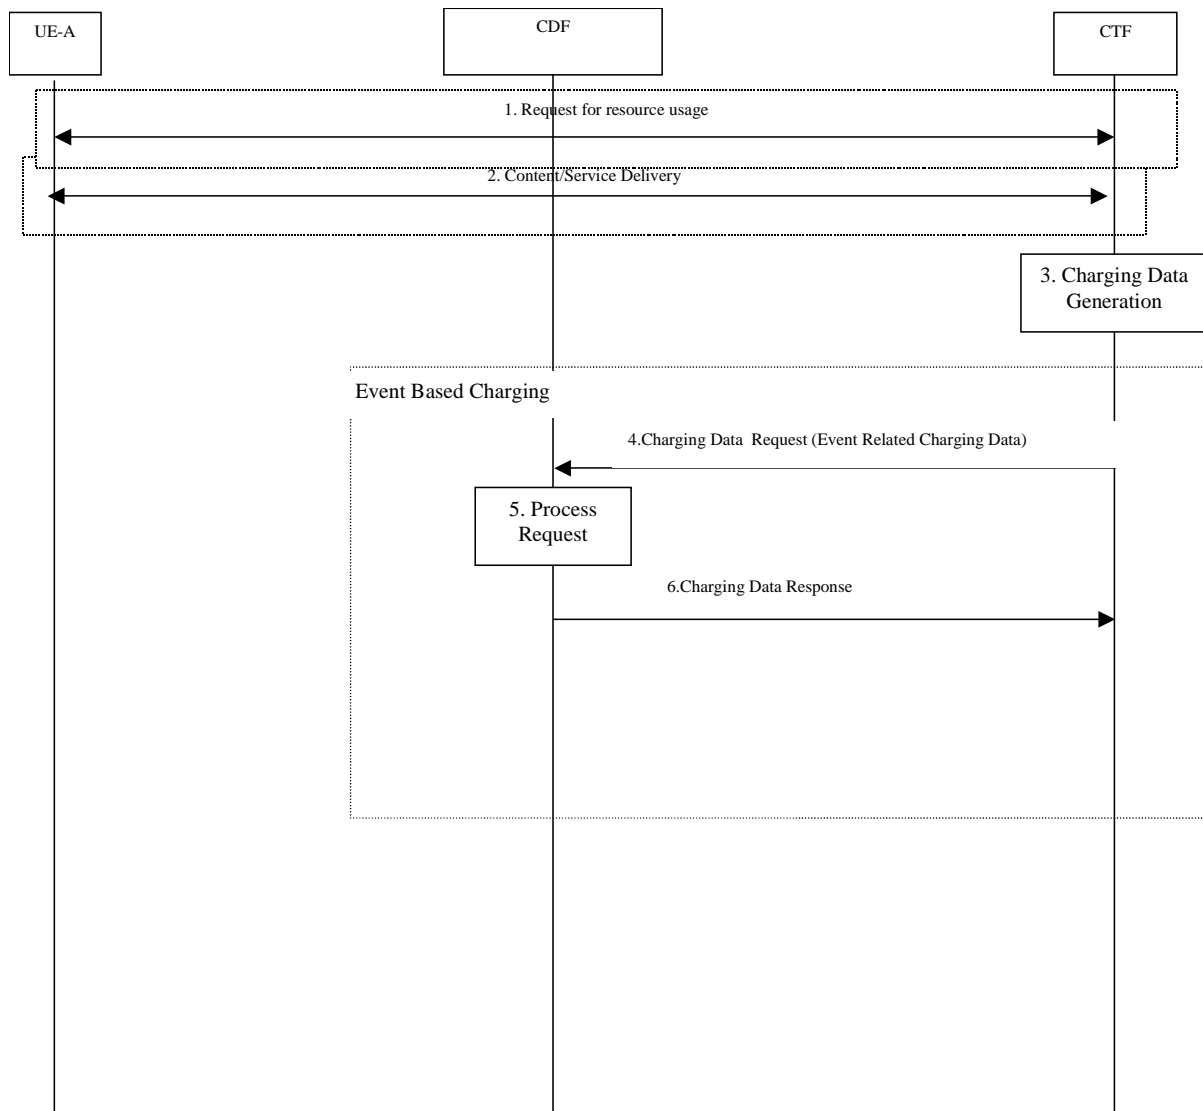 UE-A
CDF
CTF
1. Request for resource usage
2. Content/Service Delivery
3. Charging Data
Generation
Event Based Charging
4.Charging Data  Request (Event Related Charging Data)
5. Process
Request
6.Charging Data Response